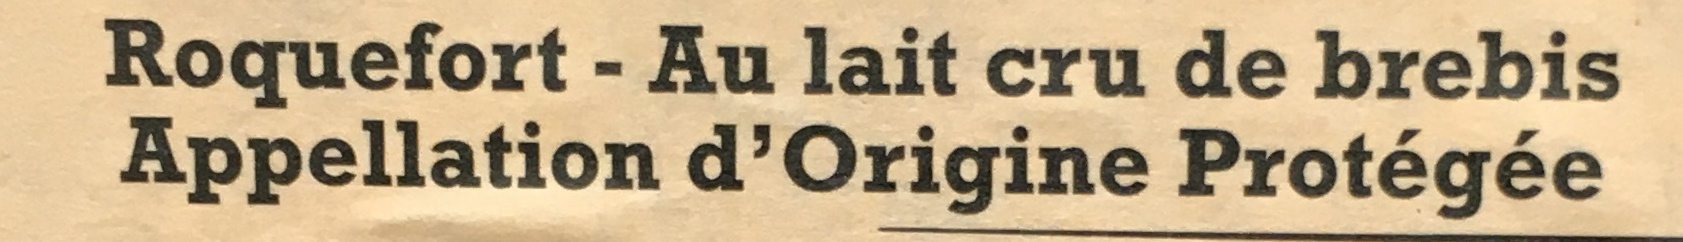 Roquefort - Au lait cru de brebis
Appellation d’Origine Protégée